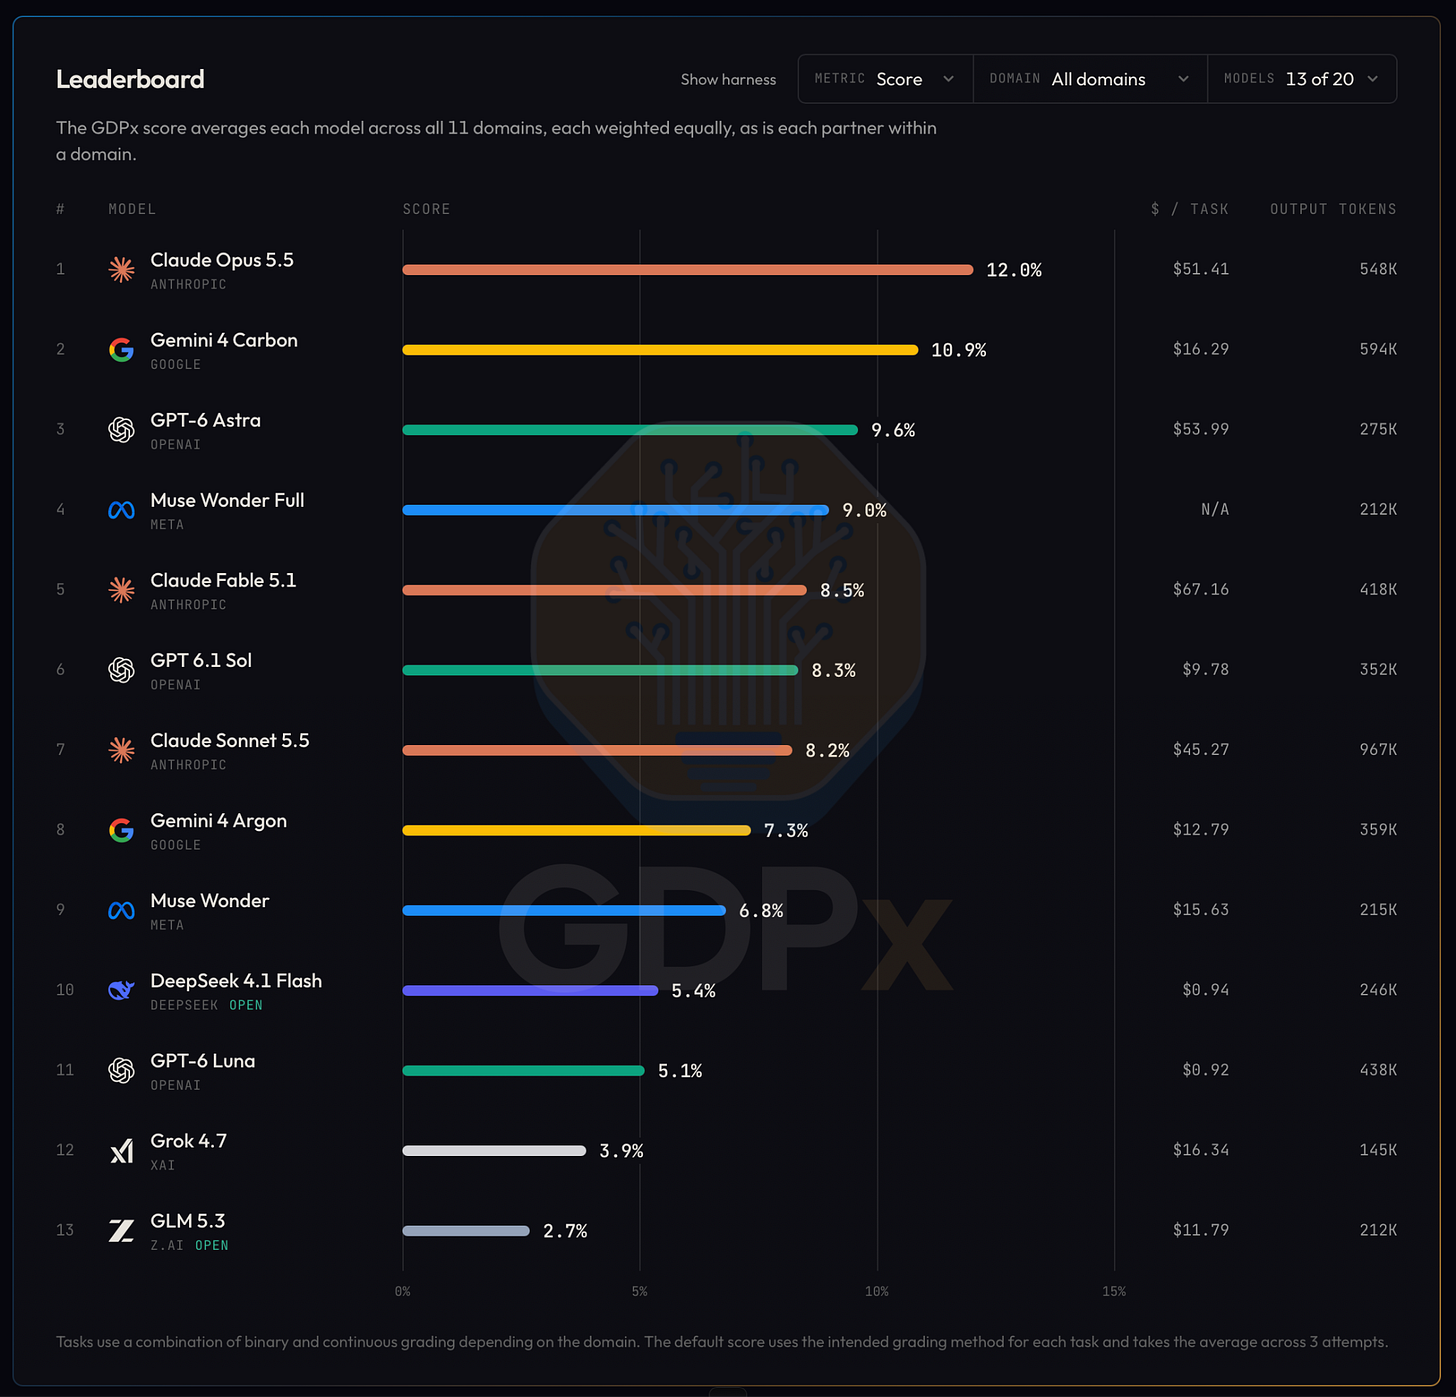 Leaderboard
Show harness
METRIC Score
DOMAIN All domains
MODELS 13 of 20
The GDPx score averages each model across all 11 domains, each weighted equally, as is each partner within
a domain.
# MODEL SCORE $ / TASK OUTPUT TOKENS
1 Claude Opus 5.5 12.0% $51.41 548K
ANTHROPIC
2 Gemini 4 Carbon 10.9% $16.29 594K
GOOGLE
3 GPT-6 Astra 9.6% $53.99 275K
OPENAI
4 Muse Wonder Full 9.0% N/A 212K
META
5 Claude Fable 5.1 8.5% $67.16 418K
ANTHROPIC
6 GPT 6.1 Sol 8.3% $9.78 352K
OPENAI
7 Claude Sonnet 5.5 8.2% $45.27 967K
ANTHROPIC
8 Gemini 4 Argon 7.3% $12.79 359K
GOOGLE
9 Muse Wonder 6.8% $15.63 215K
META
GDPx
10 DeepSeek 4.1 Flash 5.4% $0.94 246K
DEEPSEEK OPEN
11 GPT-6 Luna 5.1% $0.92 438K
OPENAI
12 Grok 4.7 3.9% $16.34 145K
XAI
13 GLM 5.3 2.7% $11.79 212K
Z.AI OPEN
0% 5% 10% 15%
Tasks use a combination of binary and continuous grading depending on the domain. The default score uses the intended grading method for each task and takes the average across 3 attempts.